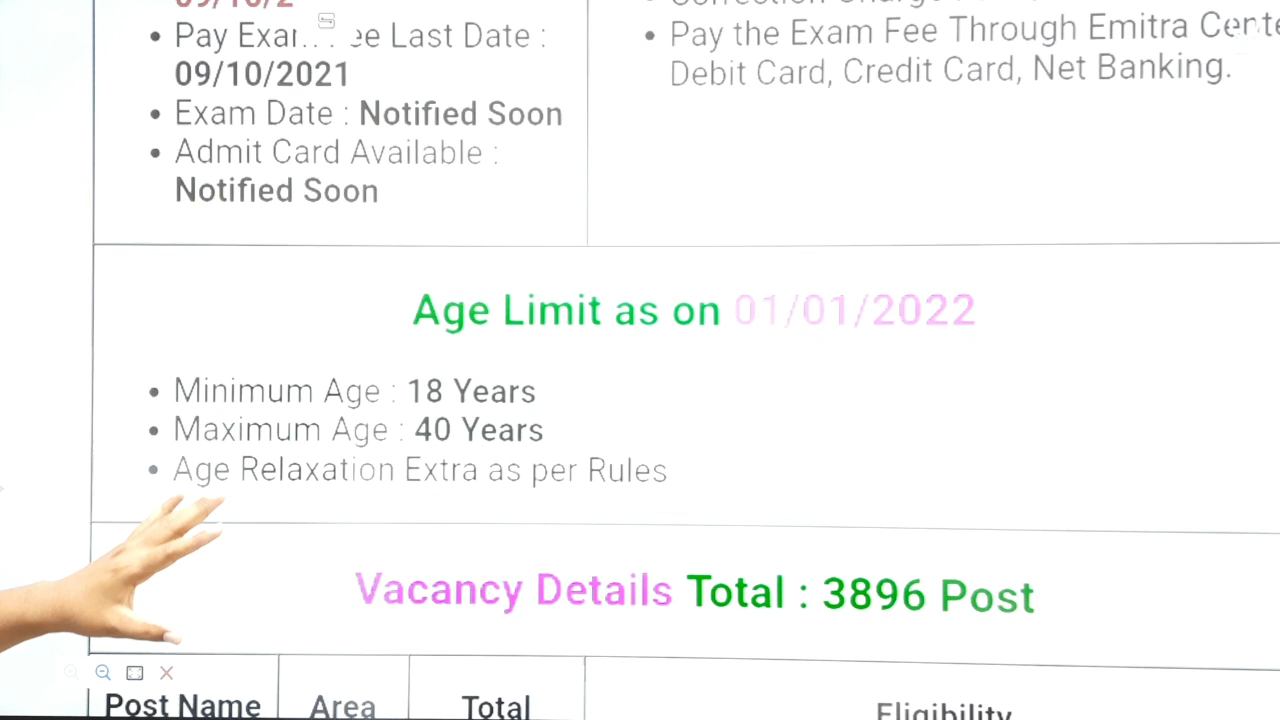 Pay Exam Fee Last Date :
09/10/2021
Exam Date : Notified Soon
Admit Card Available :
Notified Soon
Correction Charge
Pay the Exam Fee Through Emitra
Debit Card, Credit Card, Net Banking.
Age Limit as on 01/01/2022
Minimum Age : 18 Years
Maximum Age : 40 Years
Age Relaxation Extra as per Rules
Vacancy Details Total : 3896 Post
Post Name Area Total Eligibility